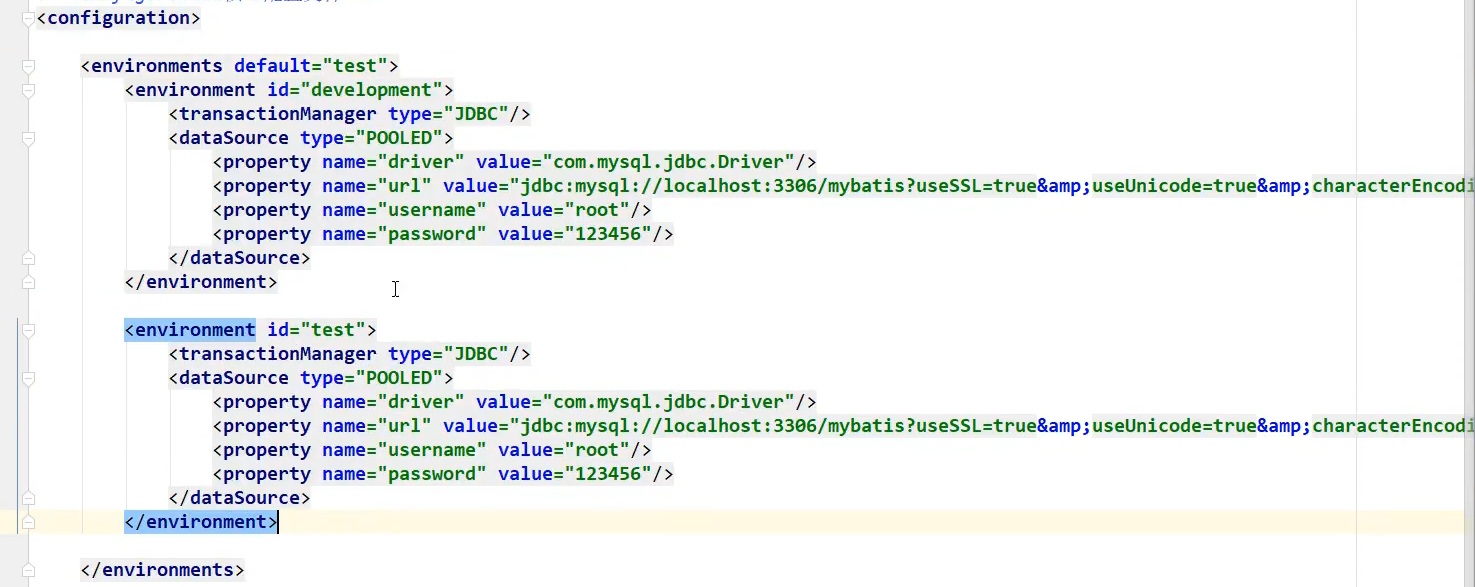 <configuration>
<environments default="test">
<environment id="development">
<transactionManager type="JDBC"/>
<dataSource type="POOLED">
<property name="driver" value="com.mysql.jdbc.Driver"/>
<property name="url" value="jdbc:mysql://localhost:3306/mybatis?useSSL=true&amp;useUnicode=true&amp;characterEncodi
<property name="username" value="root"/>
<property name="password" value="123456"/>
</dataSource>
</environment>
<environment id="test">
<transactionManager type="JDBC"/>
<dataSource type="POOLED">
<property name="driver" value="com.mysql.jdbc.Driver"/>
<property name="url" value="jdbc:mysql://localhost:3306/mybatis?useSSL=true&amp;useUnicode=true&amp;characterEncodi
<property name="username" value="root"/>
<property name="password" value="123456"/>
</dataSource>
</environment>
</environments>